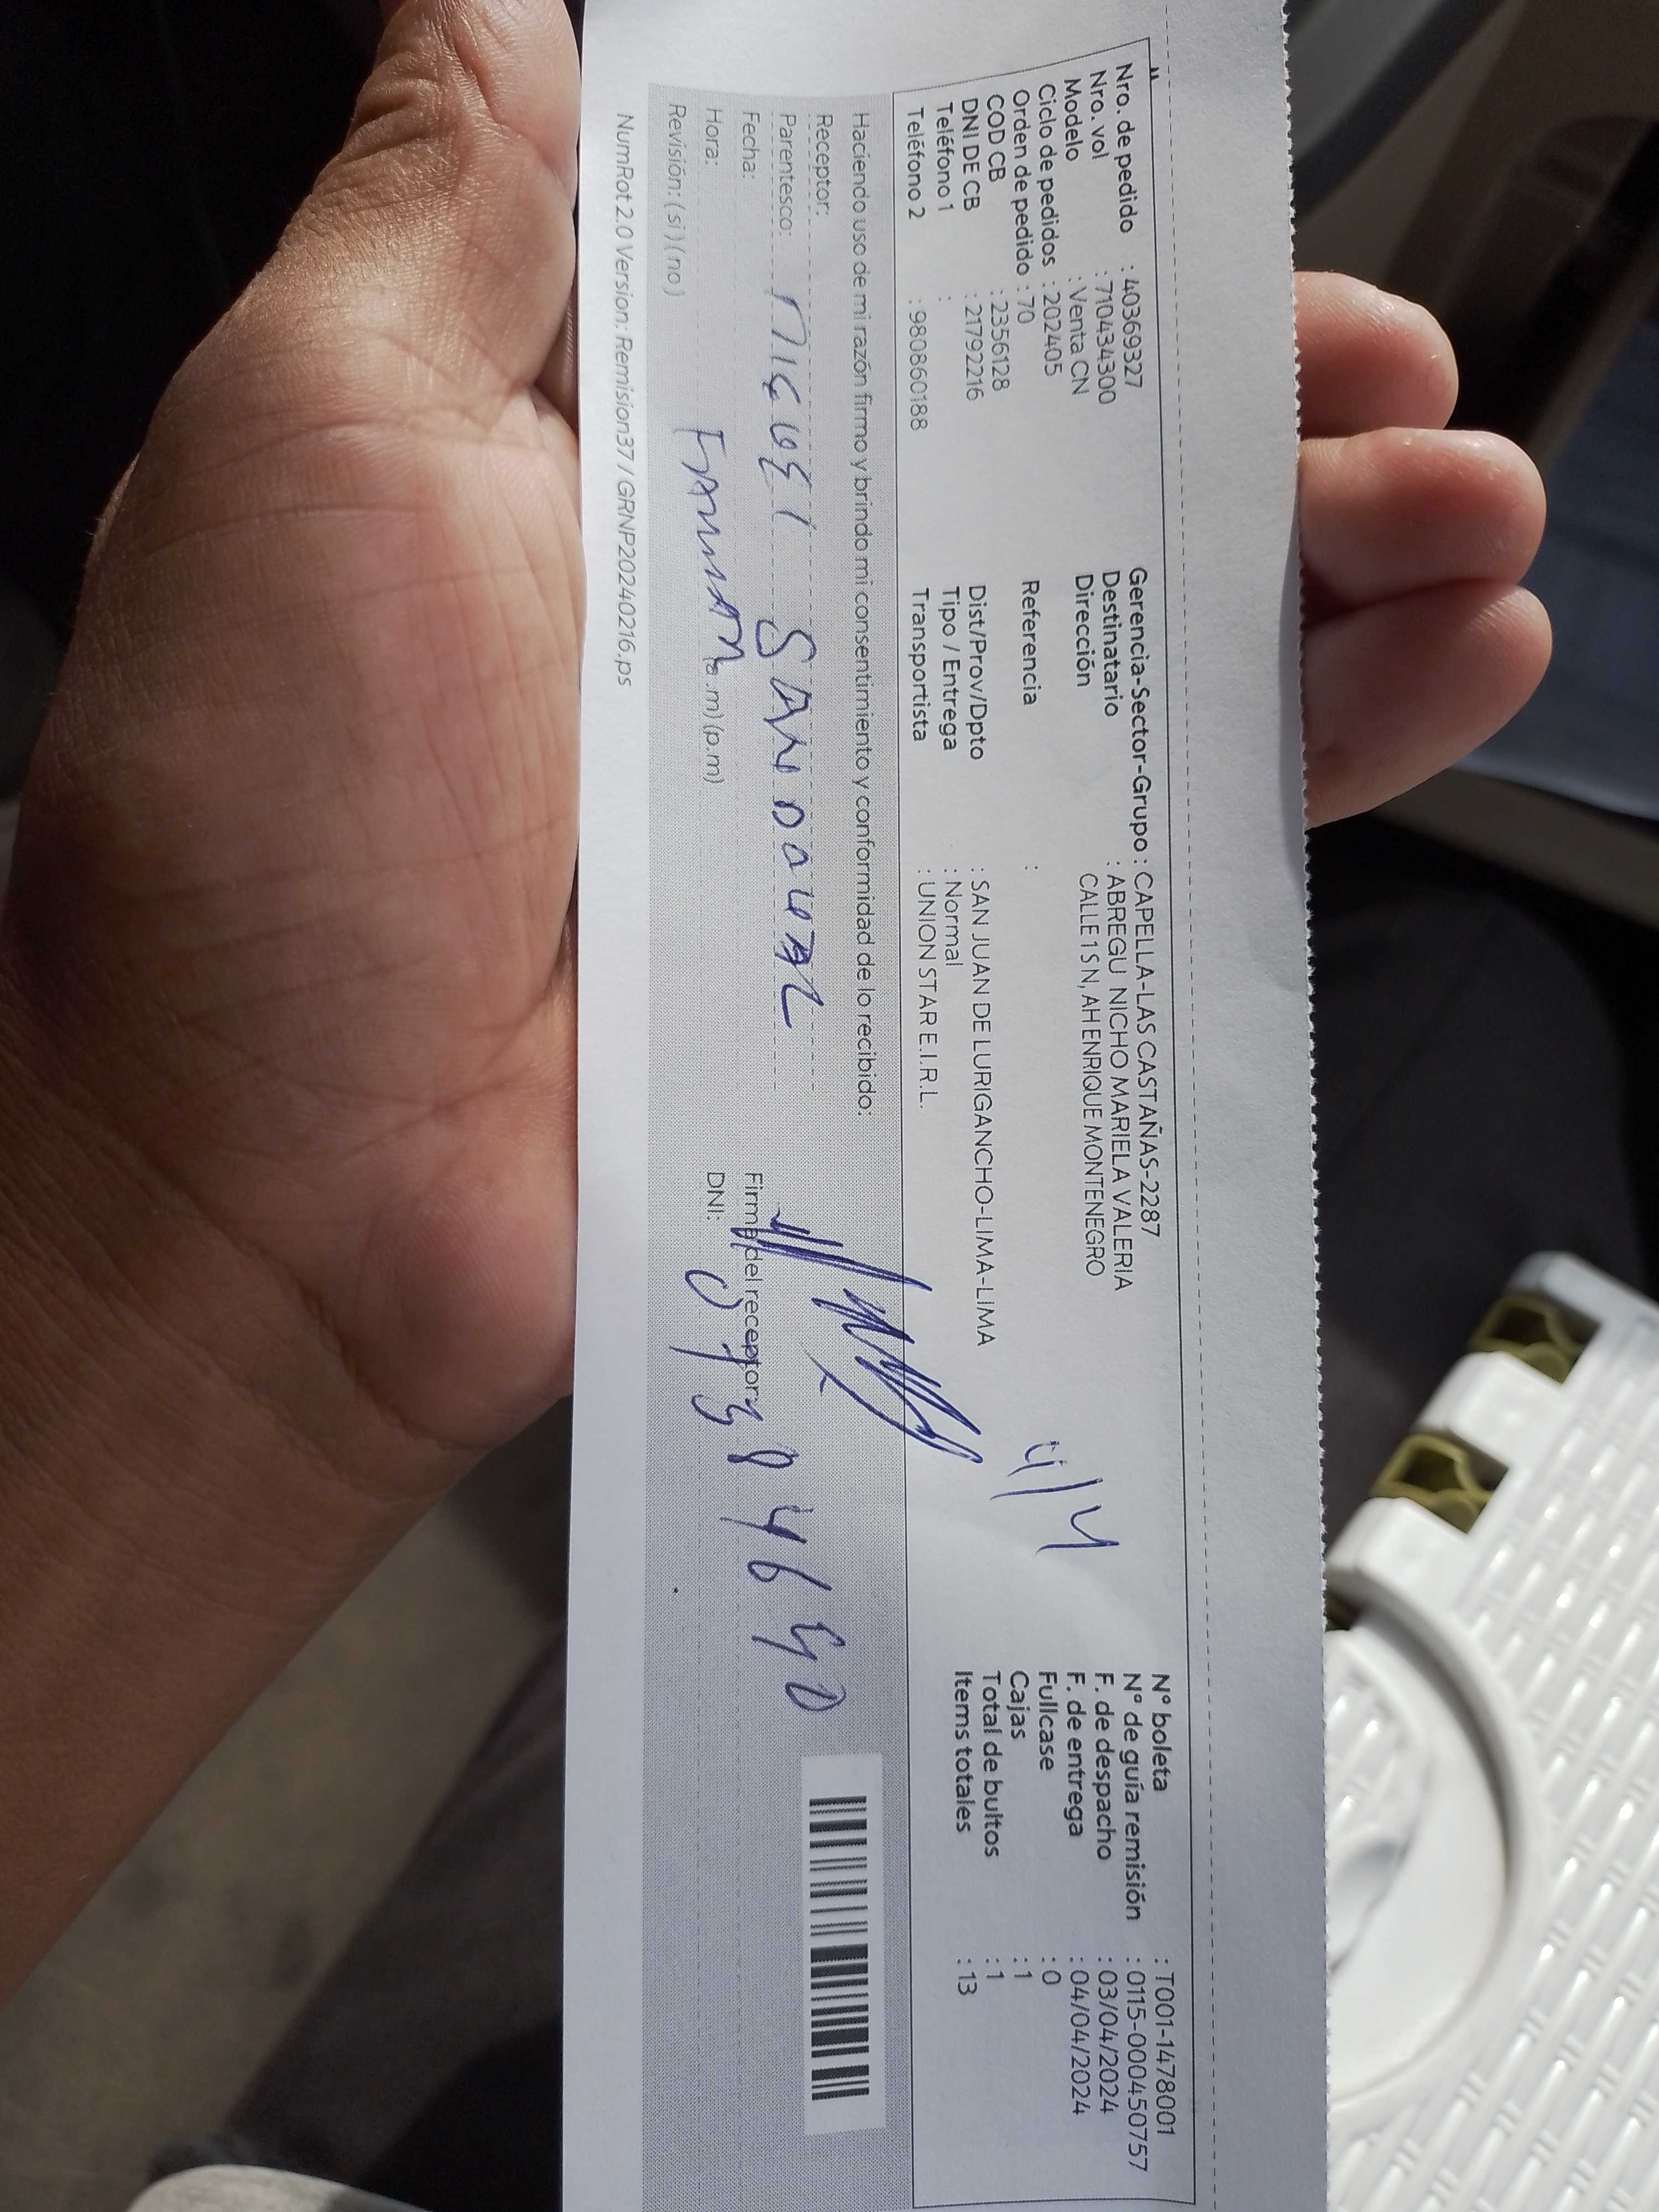 Nro. de pedido : 40369327
Nro. vol : 710434300
Modelo : Venta CN
Ciclo de pedidos : 202405
Orden de pedido : 70
COD CB : 2356128
DNI DE CB : 21792216
Teléfono 1 :
Teléfono 2 : 980860188
Gerencia-Sector-Grupo : CAPELLA-LAS CASTAÑAS-2287
Destinatario : ABREGU NICHO MARIELA VALERIA
Dirección CALLE 1 S N, AH ENRIQUE MONTENEGRO
Referencia :
Dist/Prov/Dpto : SAN JUAN DE LURIGANCHO-LIMA-LIMA
Tipo / Entrega : Normal
Transportista : UNION STAR E.I.R.L.
4/4
N° boleta : T001-1478001
N° de guía remisión : 0115-000450757
F. de despacho : 03/04/2024
F. de entrega : 04/04/2024
Fullcase : 0
Cajas : 1
Total de bultos : 1
Items totales : 13
Haciendo uso de mi razón firmo y brindo mi consentimiento y conformidad de lo recibido:
Receptor:
Parentesco: MIGUEL SANDOVAL
Fecha:
Hora: (a.m)(p.m)
Revisión: ( si ) ( no )
Firma del receptor
DNI:
NumRot2.0 Version: Remision37 / GRNP20240216.ps